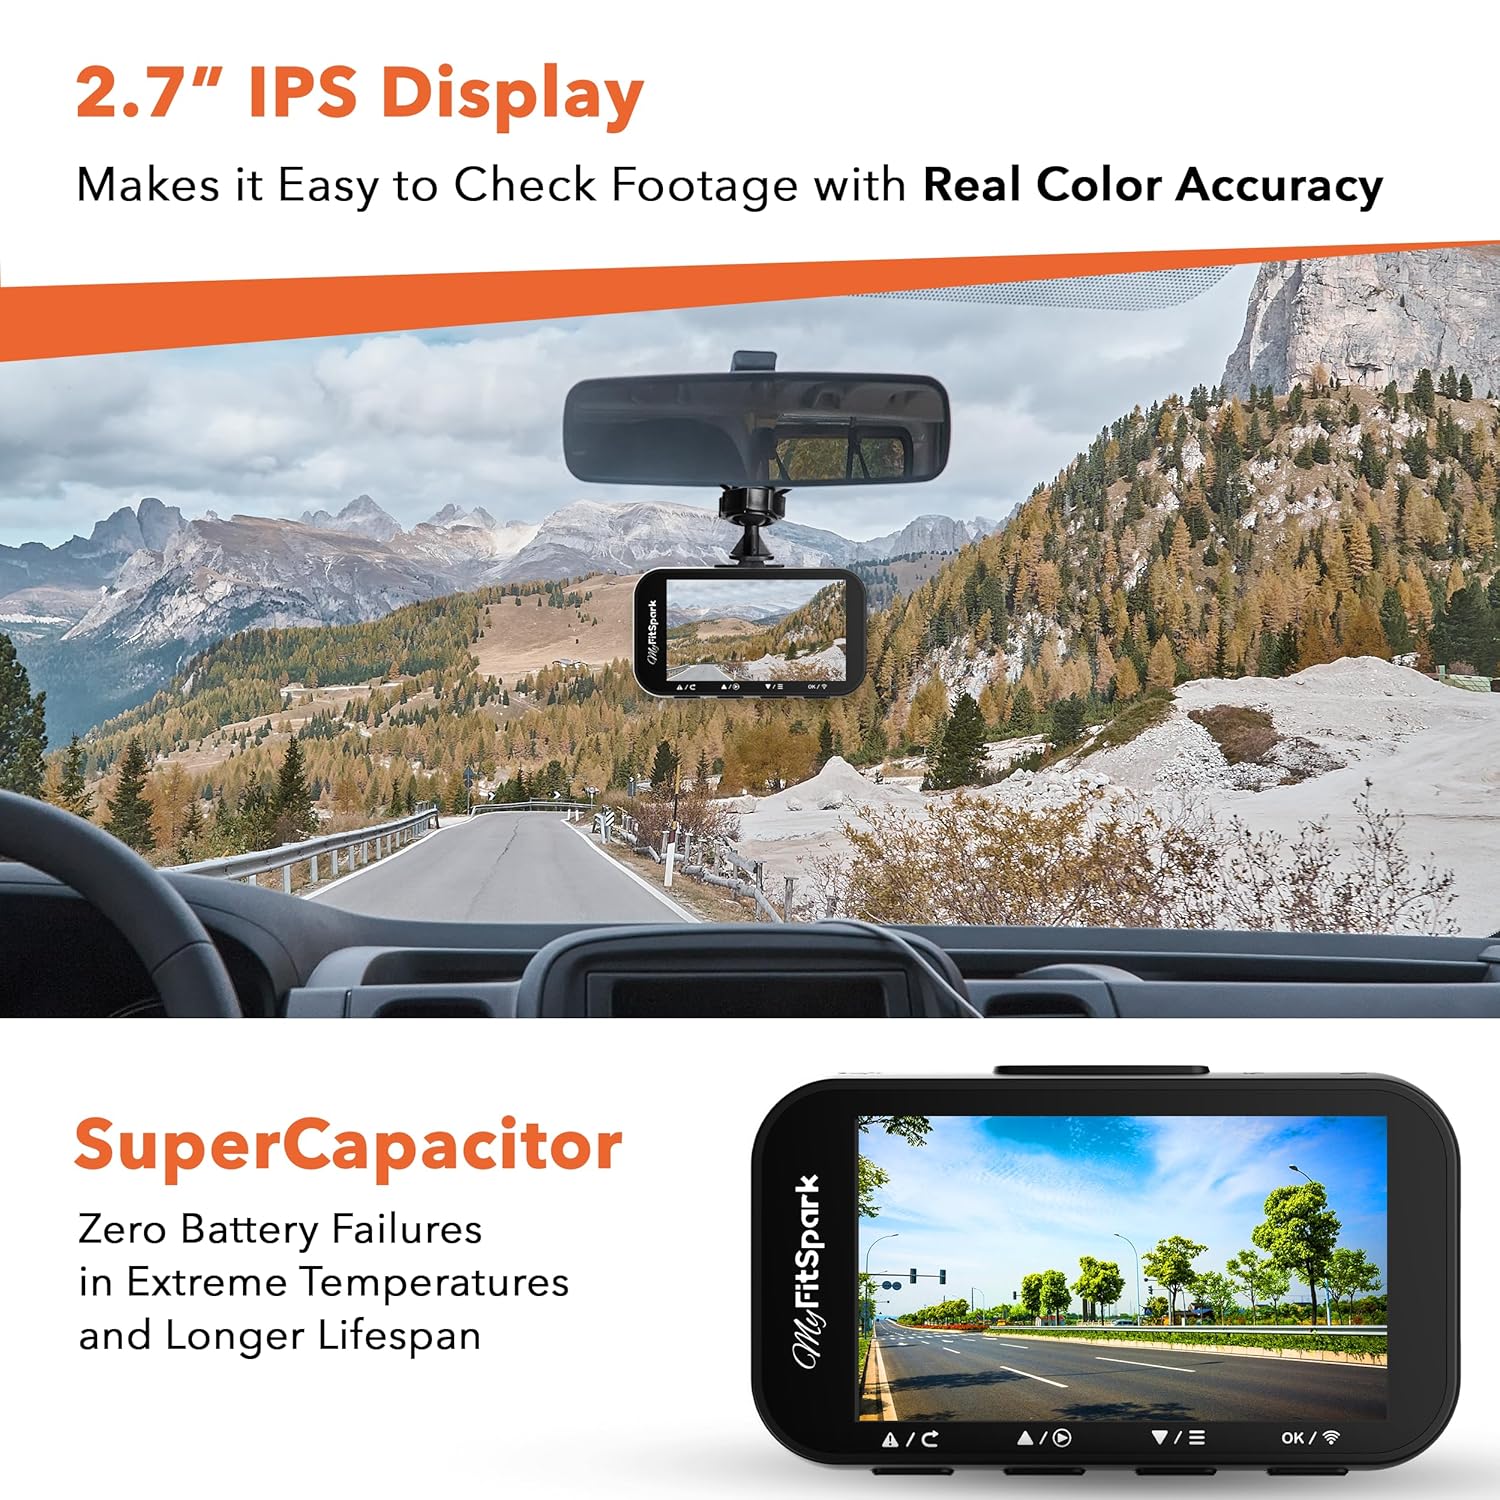 2.7” IPS Display
Makes it Easy to Check Footage with Real Color Accuracy
MyFitSpark
OK /
SuperCapacitor
Zero Battery Failures
in Extreme Temperatures
and Longer Lifespan
MyFitSpark
OK /